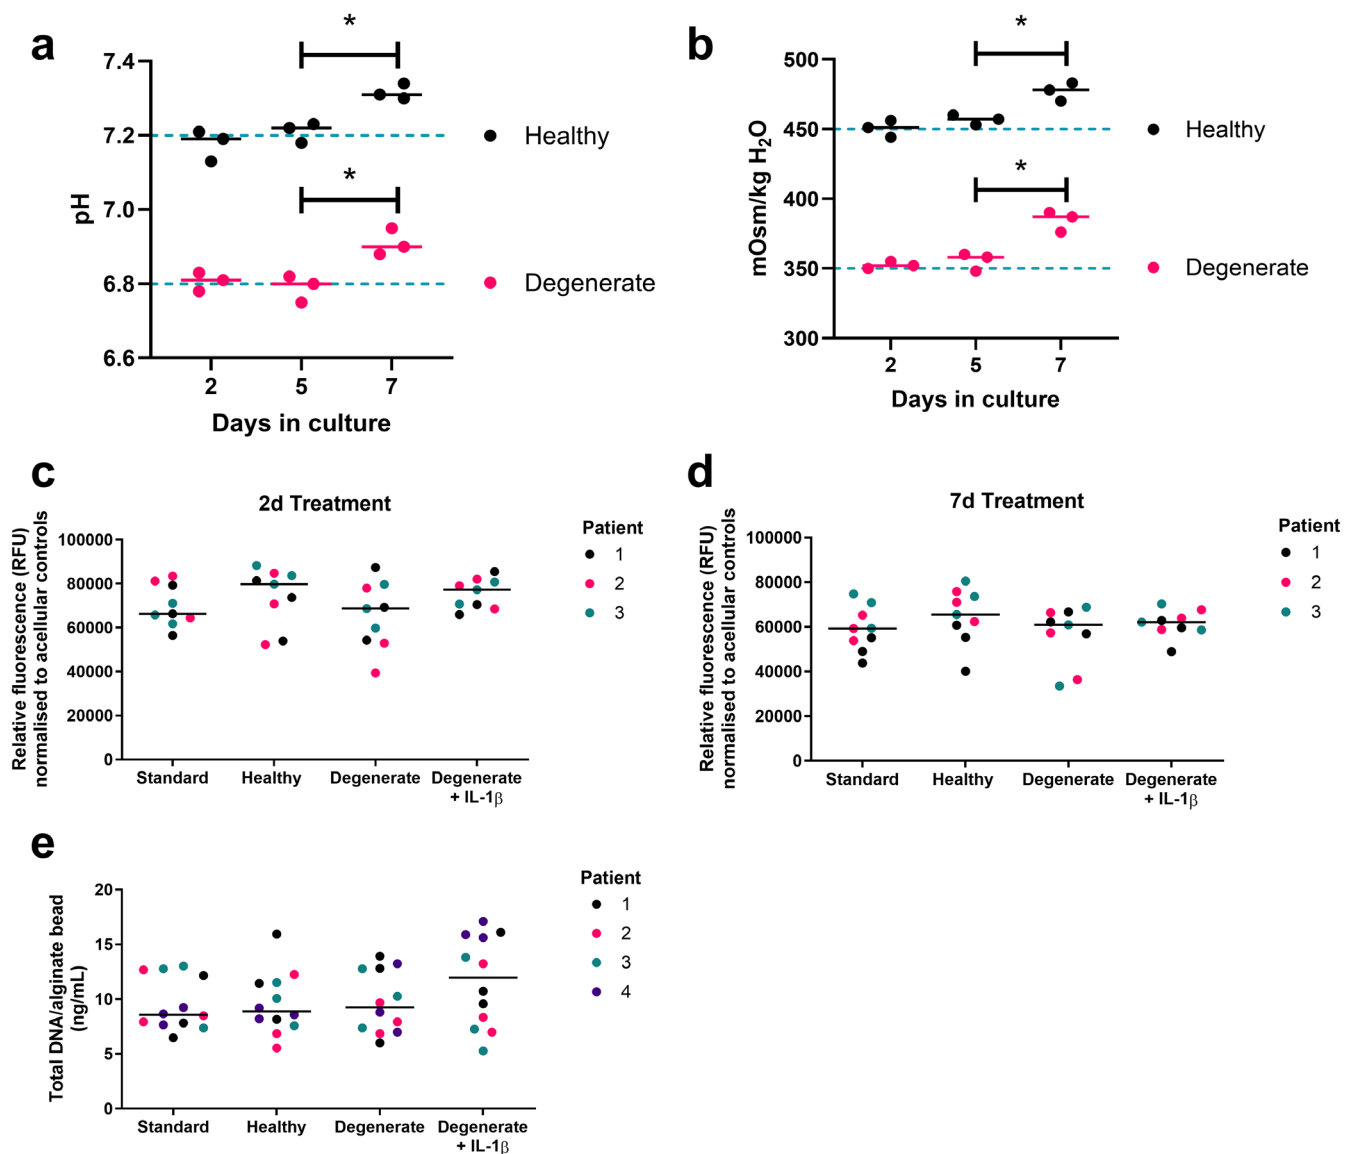 a
*
7.4
7.2
7.0
6.8
6.6
pH
*
2
5
7
Days in culture
Healthy
Degenerate
b
*
500
450
400
350
300
mOsm/kg H₂O
*
2
5
7
Days in culture
Healthy
Degenerate
c
2d Treatment
Relative fluorescence (RFU)
normalised to acellular controls
100000
80000
60000
40000
20000
0
Standard
Healthy
Degenerate
Degenerate
+ IL-1β
Patient
1
2
3
d
7d Treatment
Relative fluorescence (RFU)
normalised to acellular controls
100000
80000
60000
40000
20000
0
Standard
Healthy
Degenerate
Degenerate
+ IL-1β
Patient
1
2
3
e
Total DNA/alginate bead
(ng/mL)
20
15
10
5
0
Standard
Healthy
Degenerate
Degenerate
+ IL-1β
Patient
1
2
3
4